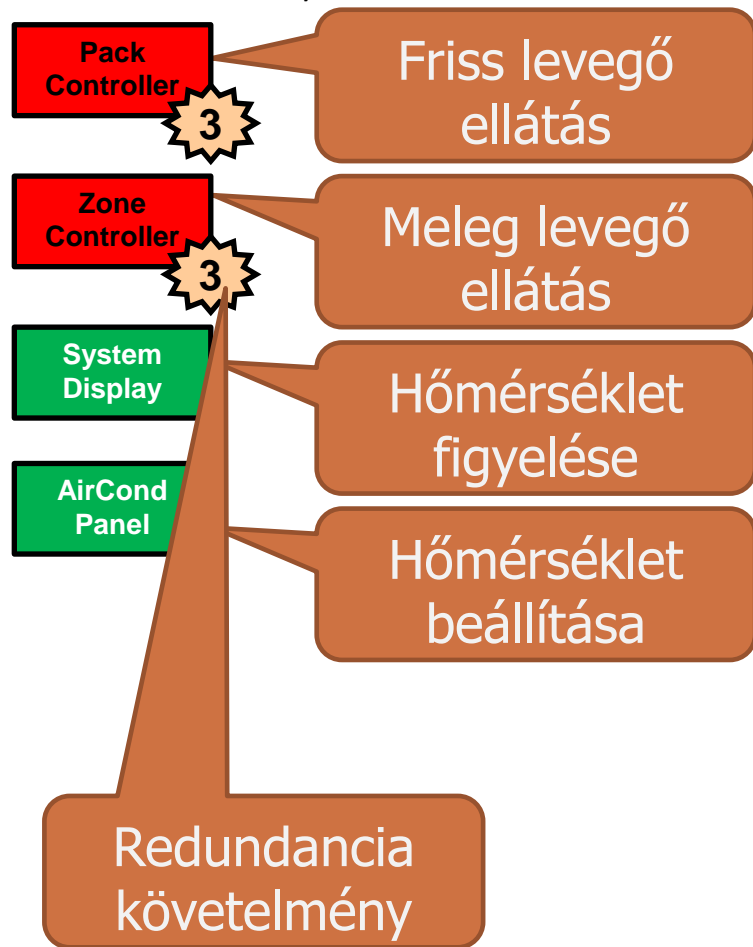 Pack
Controller
3
Friss levegő
ellátás
Zone
Controller
3
Meleg levegő
ellátás
System
Display
Hőmérséklet
figyelése
AirCond
Panel
Hőmérséklet
beállítása
Redundancia
követelmény